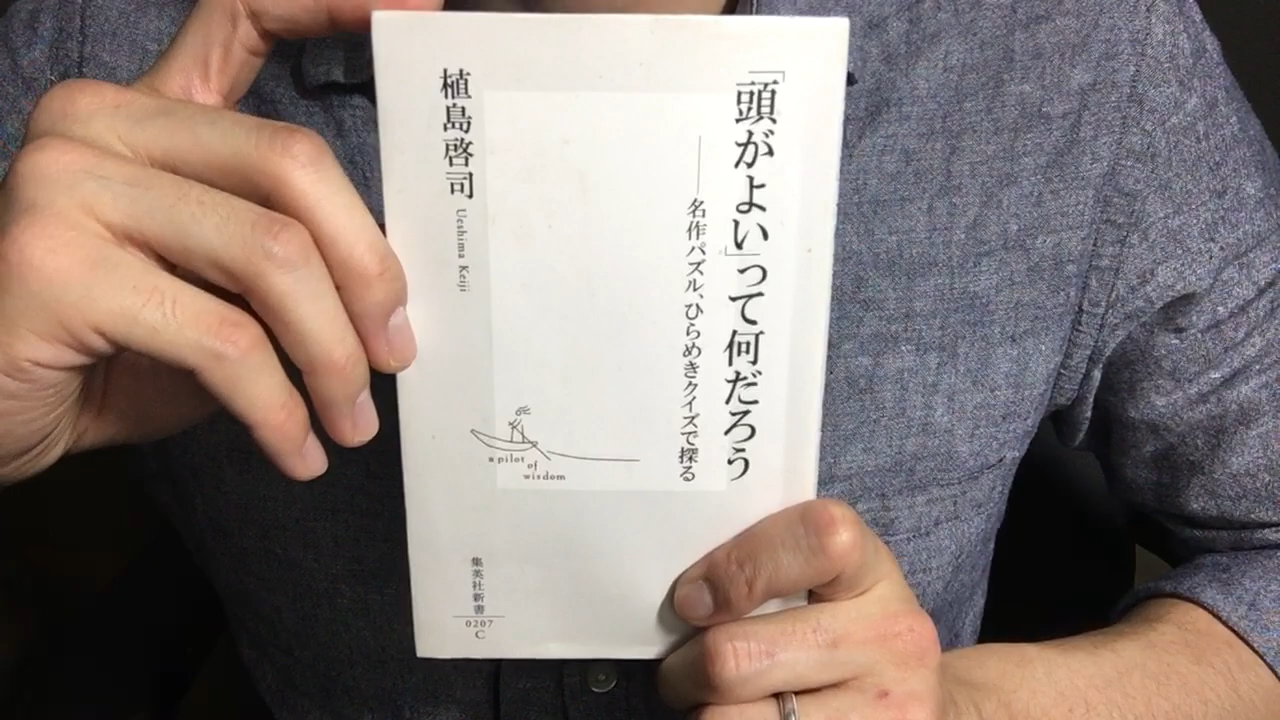 「頭がよい」って何だろう
──名作パズル、ひらめきクイズで探る
植島啓司 Ueshima Keiji
a pilot
of
wisdom
集英社新書
0207
C